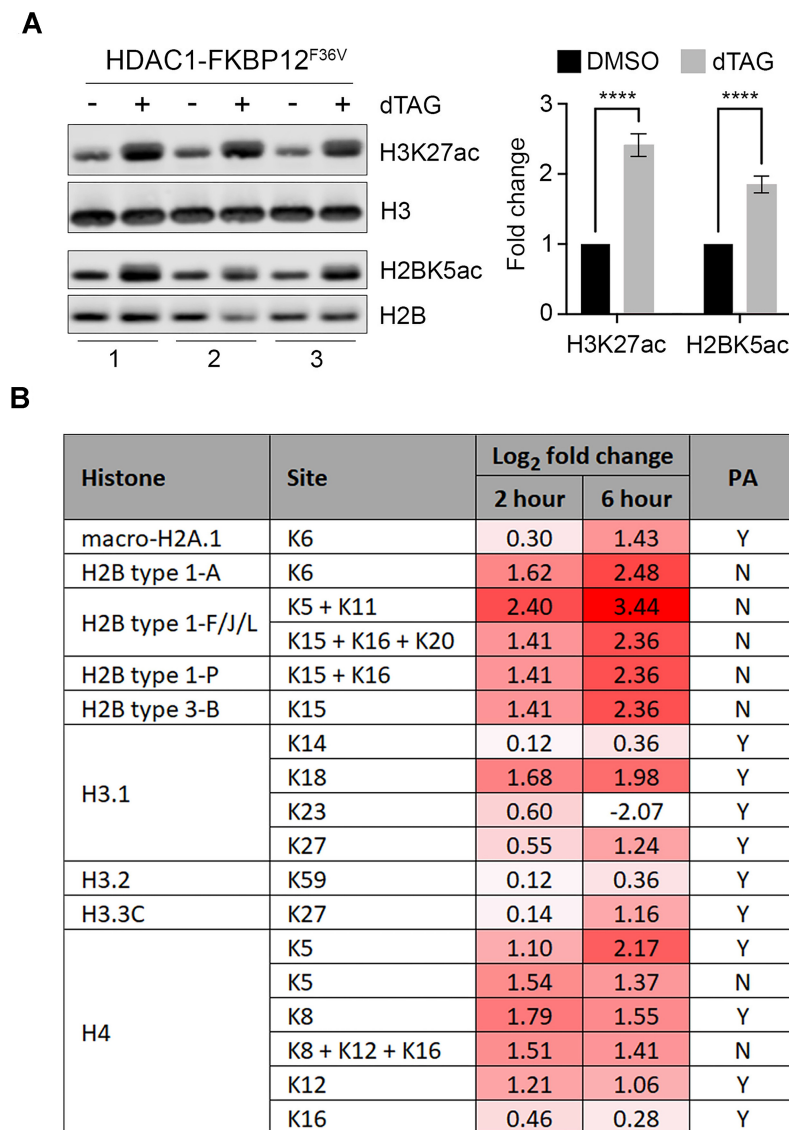 A
HDAC1-FKBP12F36V
- + - + - + dTAG
H3K27ac
H3
H2BK5ac
H2B
1 2 3
DMSO dTAG
**** ****
Fold change
3
2
1
0
H3K27ac H2BK5ac
B
Histone Site Log2 fold change PA
2 hour 6 hour
macro-H2A.1 K6 0.30 1.43 Y
H2B type 1-A K6 1.62 2.48 N
H2B type 1-F/J/L K5 + K11 2.40 3.44 N
K15 + K16 + K20 1.41 2.36 N
H2B type 1-P K15 + K16 1.41 2.36 N
H2B type 3-B K15 1.41 2.36 N
H3.1 K14 0.12 0.36 Y
K18 1.68 1.98 Y
K23 0.60 -2.07 Y
K27 0.55 1.24 Y
H3.2 K59 0.12 0.36 Y
H3.3C K27 0.14 1.16 Y
H4 K5 1.10 2.17 Y
K5 1.54 1.37 N
K8 1.79 1.55 Y
K8 + K12 + K16 1.51 1.41 N
K12 1.21 1.06 Y
K16 0.46 0.28 Y